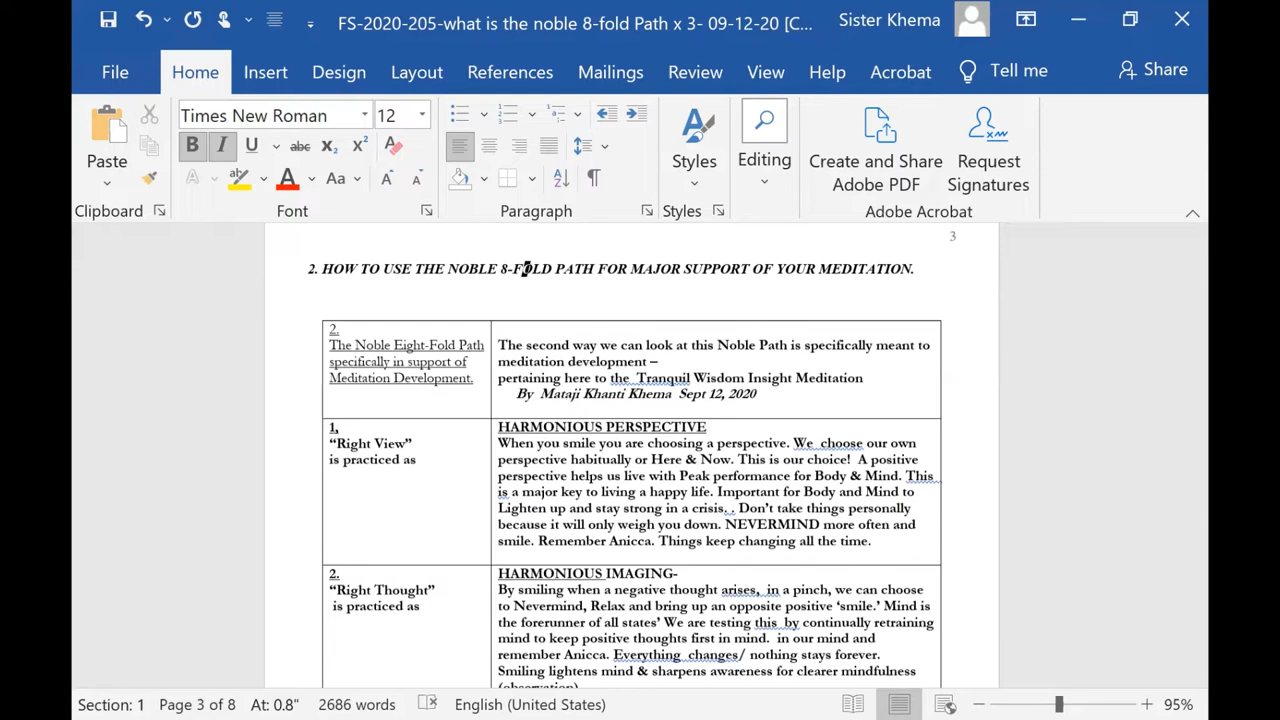 FS-2020-205-what is the noble 8-fold Path x 3- 09-12-20 [C...
Sister Khema
File Home Insert Design Layout References Mailings Review View Help Acrobat Tell me Share
Times New Roman 12
Paste
Styles
Editing
Create and Share Adobe PDF
Request Signatures
Clipboard Font Paragraph Styles Adobe Acrobat
3
2. HOW TO USE THE NOBLE 8-FOLD PATH FOR MAJOR SUPPORT OF YOUR MEDITATION.
2.
The Noble Eight-Fold Path
specifically in support of
Meditation Development.
The second way we can look at this Noble Path is specifically meant to
meditation development –
pertaining here to the Tranquil Wisdom Insight Meditation
By Mataji Khanti Khema Sept 12, 2020
1,
“Right View”
is practiced as
HARMONIOUS PERSPECTIVE
When you smile you are choosing a perspective. We choose our own
perspective habitually or Here & Now. This is our choice! A positive
perspective helps us live with Peak performance for Body & Mind. This
is a major key to living a happy life. Important for Body and Mind to
Lighten up and stay strong in a crisis. . Don’t take things personally
because it will only weigh you down. NEVERMIND more often and
smile. Remember Anicca. Things keep changing all the time.
2.
“Right Thought”
is practiced as
HARMONIOUS IMAGING-
By smiling when a negative thought arises, in a pinch, we can choose
to Nevermind, Relax and bring up an opposite positive ‘smile.’ Mind is
the forerunner of all states’ We are testing this by continually retraining
mind to keep positive thoughts first in mind. in our mind and
remember Anicca. Everything changes/ nothing stays forever.
Smiling lightens mind & sharpens awareness for clearer mindfulness
(observation)
Section: 1 Page 3 of 8 At: 0.8" 2686 words English (United States) 95%